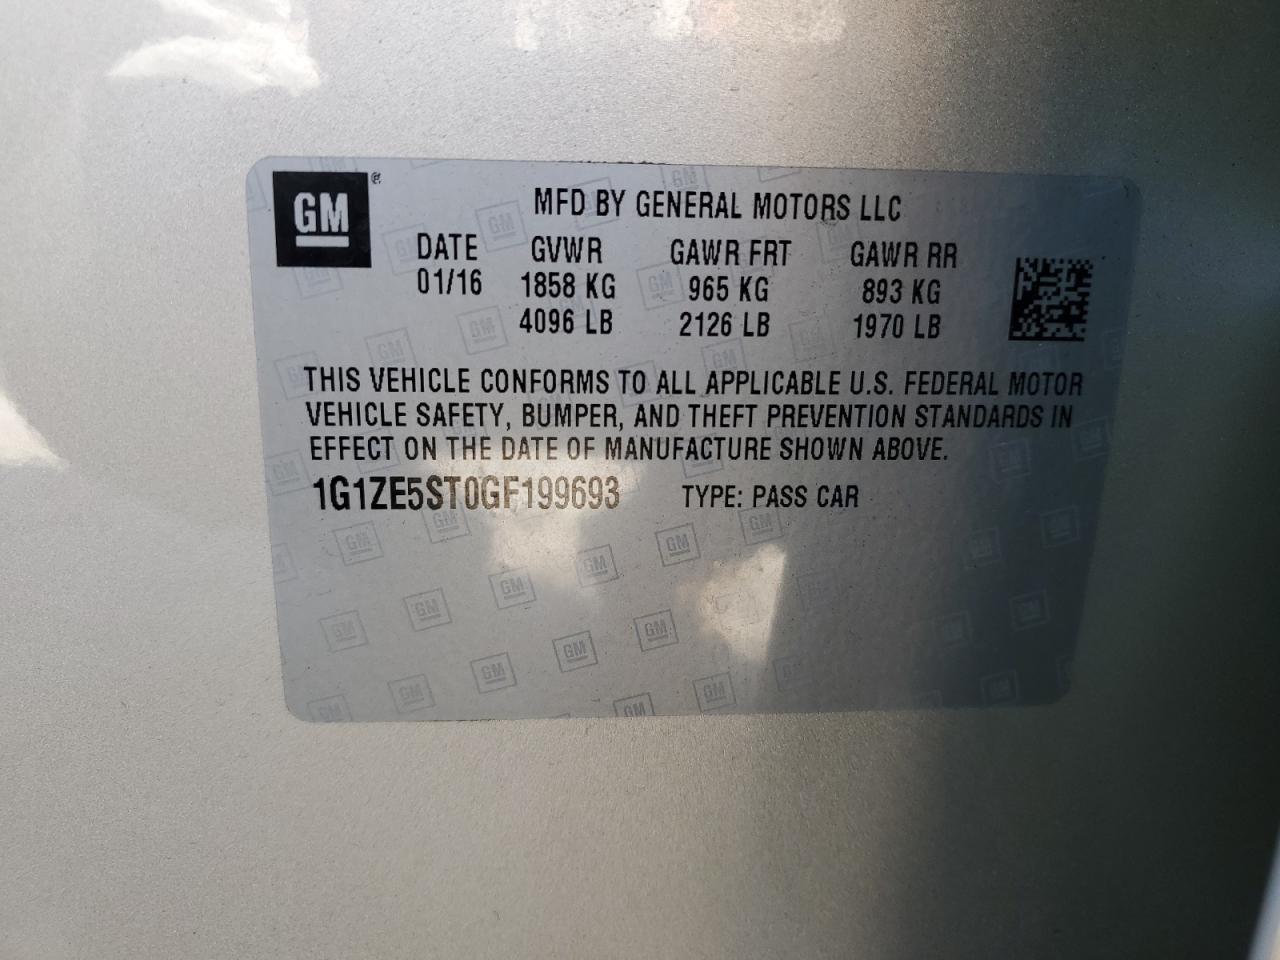 GM ®
MFD BY GENERAL MOTORS LLC
DATE GVWR GAWR FRT GAWR RR
01/16 1858 KG 965 KG 893 KG
4096 LB 2126 LB 1970 LB
THIS VEHICLE CONFORMS TO ALL APPLICABLE U.S. FEDERAL MOTOR
VEHICLE SAFETY, BUMPER, AND THEFT PREVENTION STANDARDS IN
EFFECT ON THE DATE OF MANUFACTURE SHOWN ABOVE.
1G1ZE5ST0GF199693 TYPE: PASS CAR